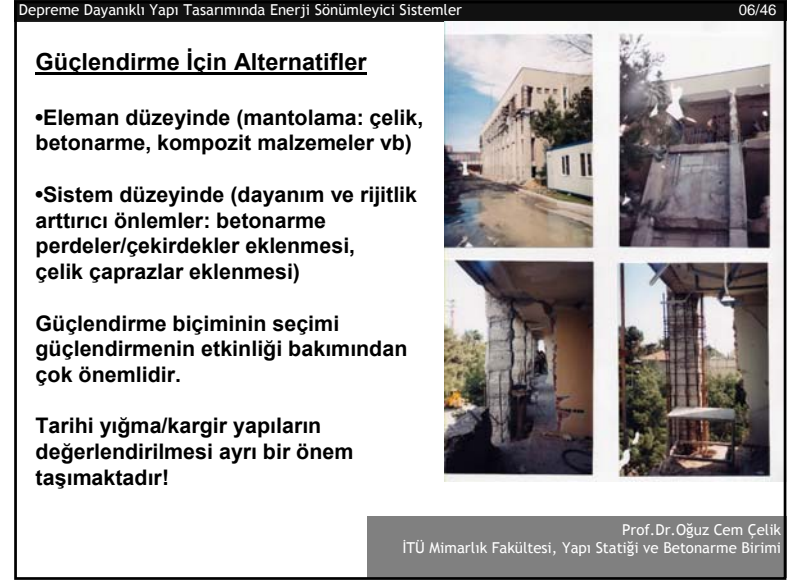 Depreme Dayanıklı Yapı Tasarımında Enerji Sönümleyici Sistemler 06/46
Güçlendirme İçin Alternatifler
•Eleman düzeyinde (mantolama: çelik,
betonarme, kompozit malzemeler vb)
•Sistem düzeyinde (dayanım ve rijitlik
arttırıcı önlemler: betonarme
perdeler/çekirdekler eklenmesi,
çelik çaprazlar eklenmesi)
Güçlendirme biçiminin seçimi
güçlendirmenin etkinliği bakımından
çok önemlidir.
Tarihi yığma/kargir yapıların
değerlendirilmesi ayrı bir önem
taşımaktadır!
Prof.Dr.Oğuz Cem Çelik
İTÜ Mimarlık Fakültesi, Yapı Statiği ve Betonarme Birimi